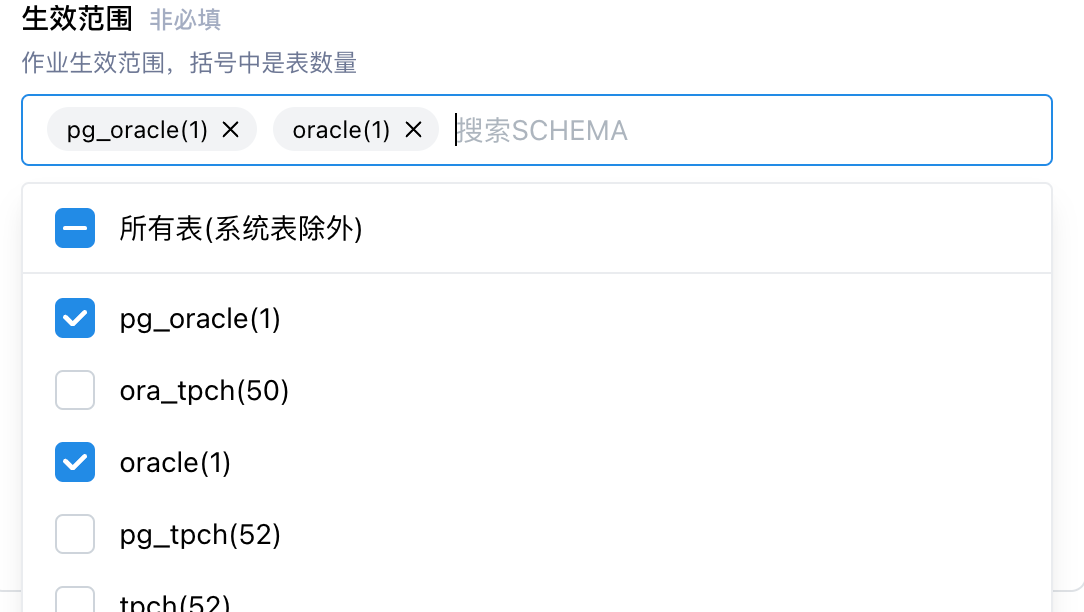 生效范围 非必填
作业生效范围，括号中是表数量
pg_oracle(1) oracle(1) 搜索SCHEMA
所有表(系统表除外)
pg_oracle(1)
ora_tpch(50)
oracle(1)
pg_tpch(52)
tpch(52)